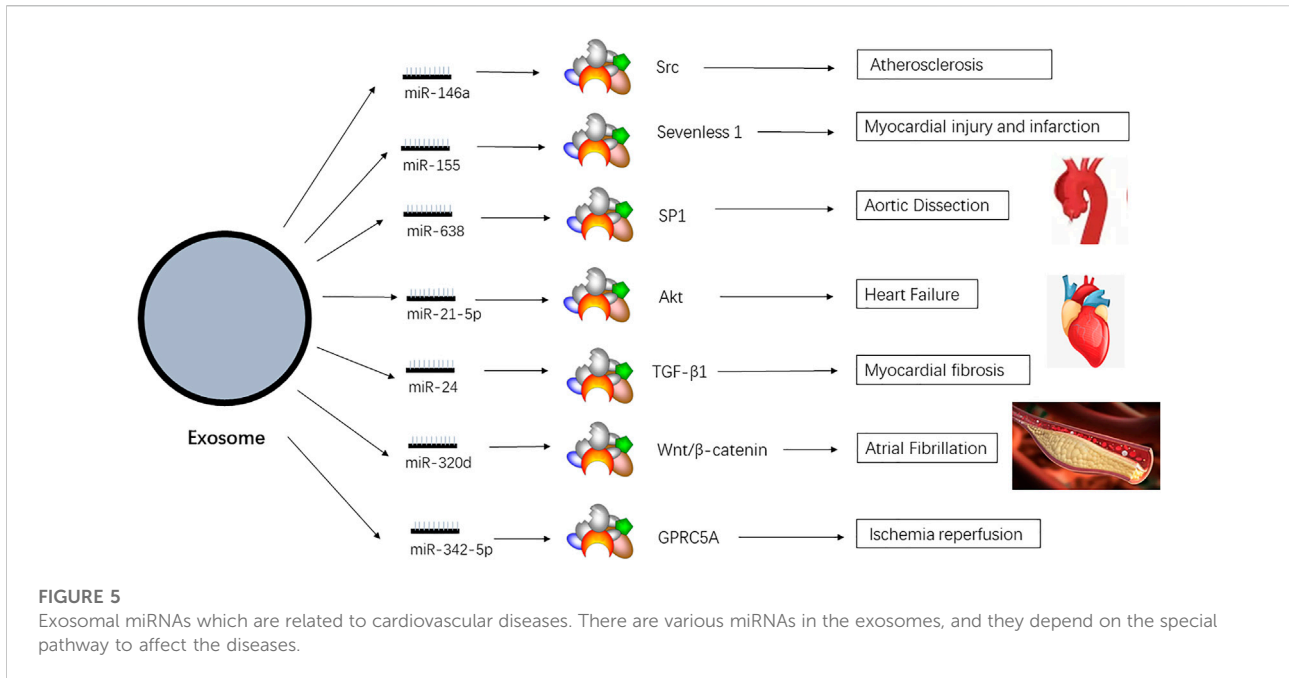 miR-146a Src Atherosclerosis
miR-155 Sevenless 1 Myocardial injury and infarction
miR-638 SP1 Aortic Dissection
miR-21-5p Akt Heart Failure
miR-24 TGF-β1 Myocardial fibrosis
Exosome
miR-320d Wnt/β-catenin Atrial Fibrillation
miR-342-5p GPRC5A Ischemia reperfusion
FIGURE 5
Exosomal miRNAs which are related to cardiovascular diseases. There are various miRNAs in the exosomes, and they depend on the special
pathway to affect the diseases.